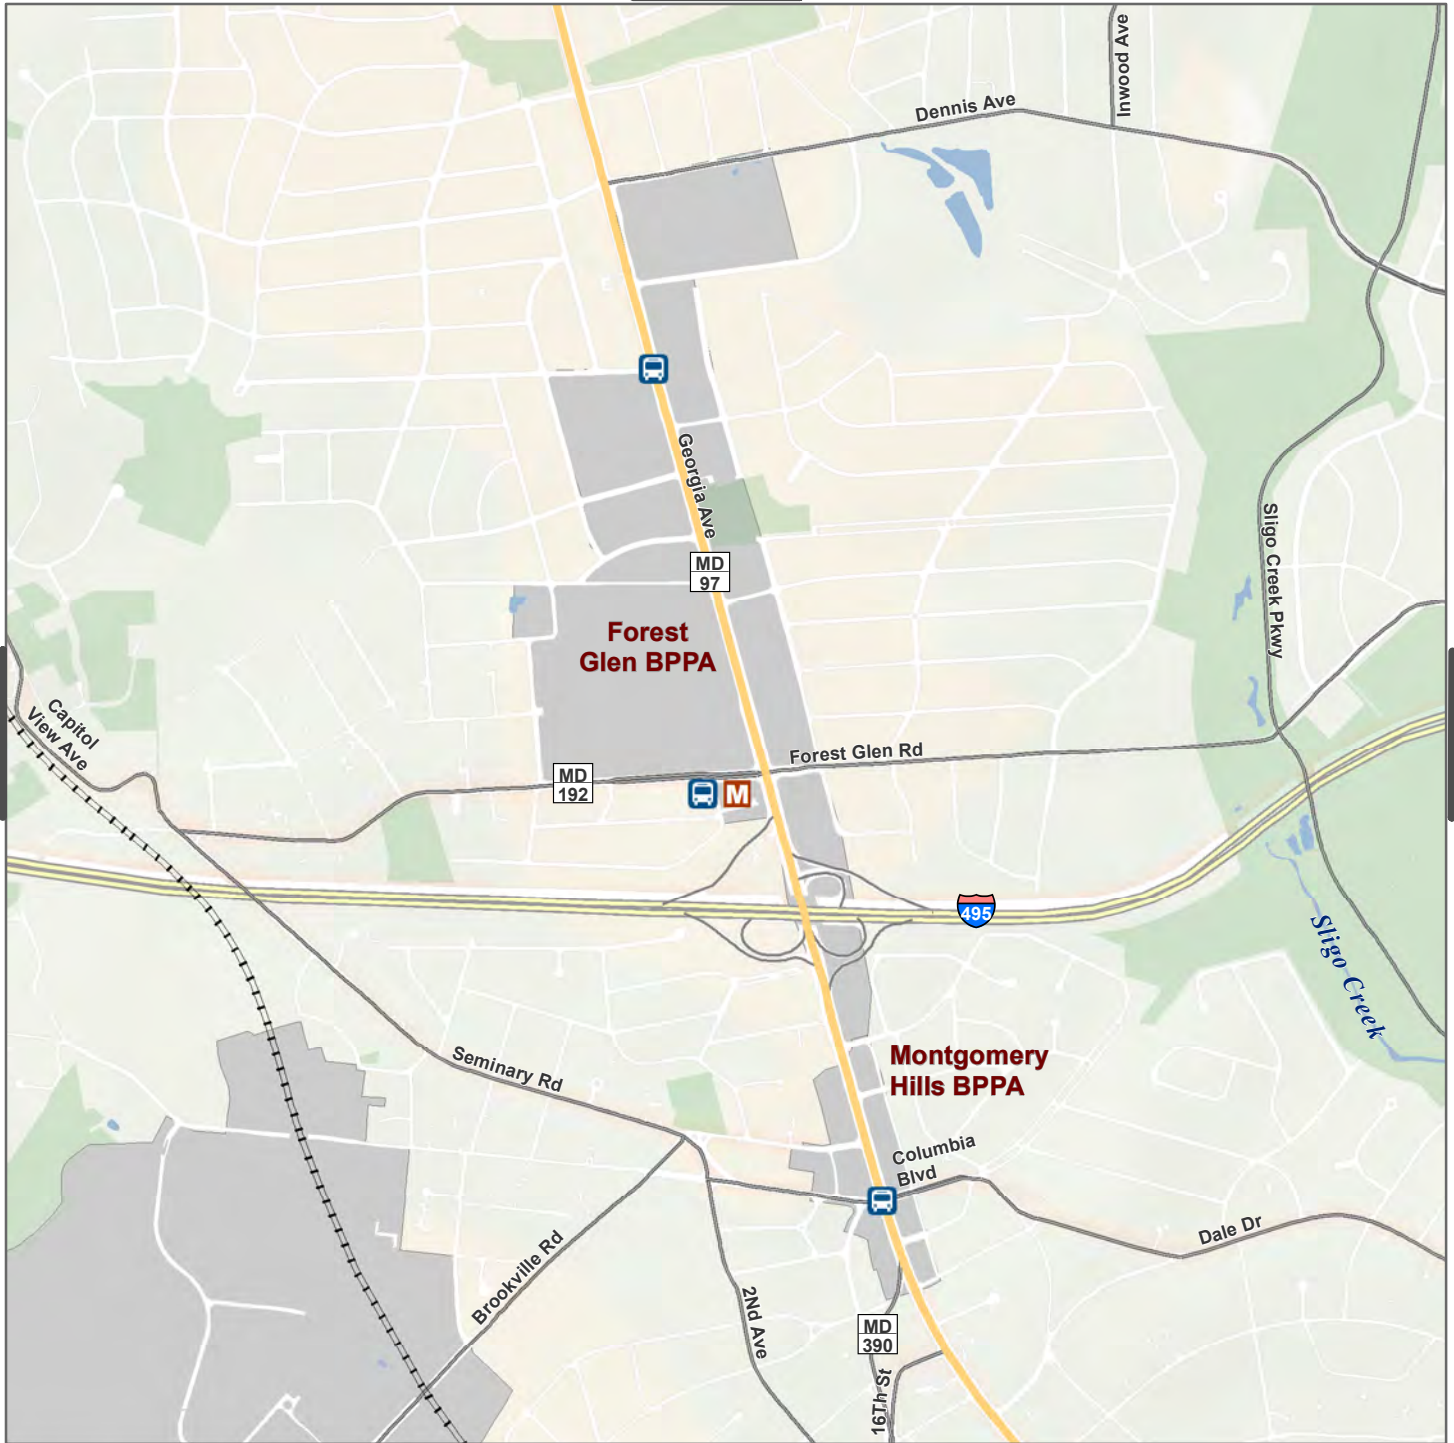 Inwood Ave
Dennis Ave
Georgia Ave
MD
97
Sligo Creek Pkwy
Forest
Glen BPPA
Capitol
View Ave
Forest Glen Rd
MD
192
M
495
Sligo Creek
Seminary Rd
Montgomery
Hills BPPA
Columbia
Blvd
Dale Dr
Brookville Rd
2Nd Ave
MD
390
16Th St